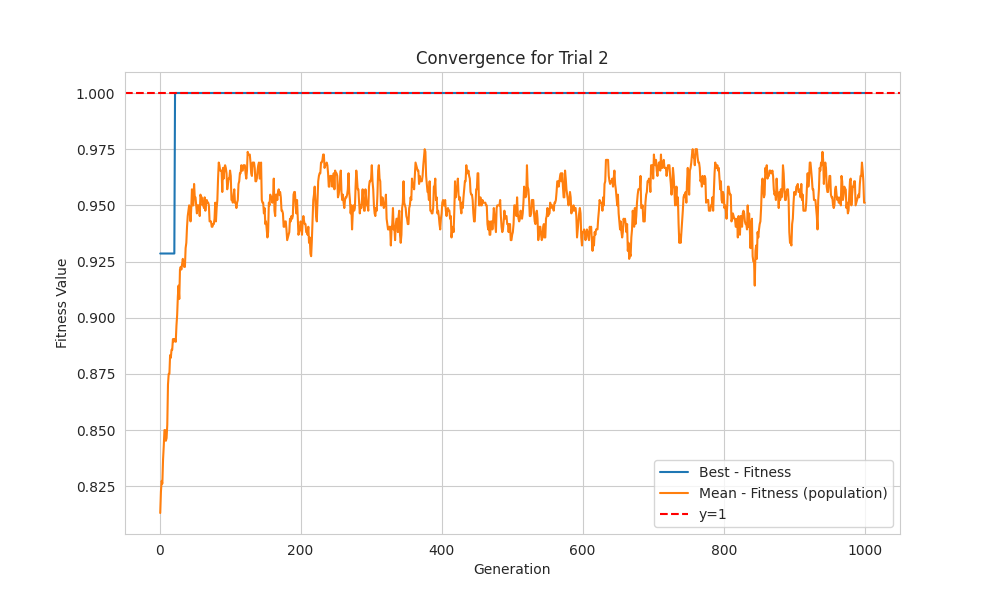 Convergence for Trial 2
Fitness Value
1.000
0.975
0.950
0.925
0.900
0.875
0.850
0.825
0 200 400 600 800 1000
Generation
Best - Fitness
Mean - Fitness (population)
y=1